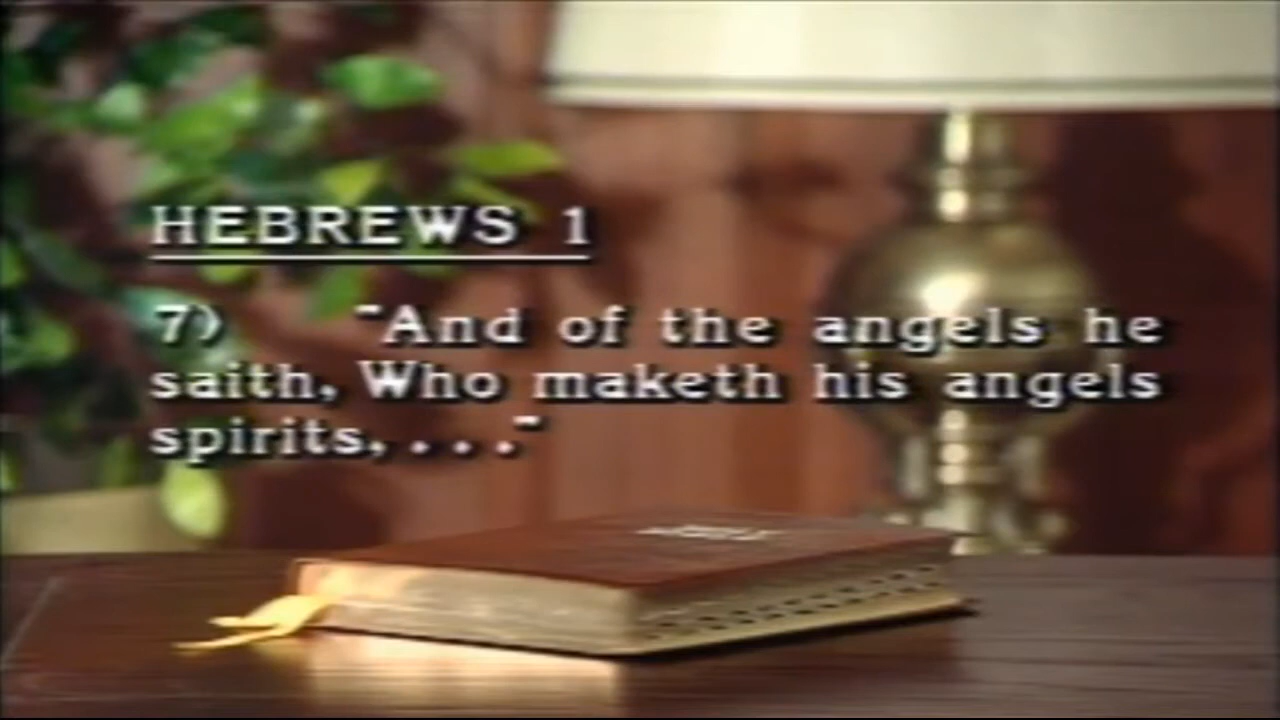 HEBREWS 1
7) "And of the angels he
saith, Who maketh his angels
spirits, . . ."